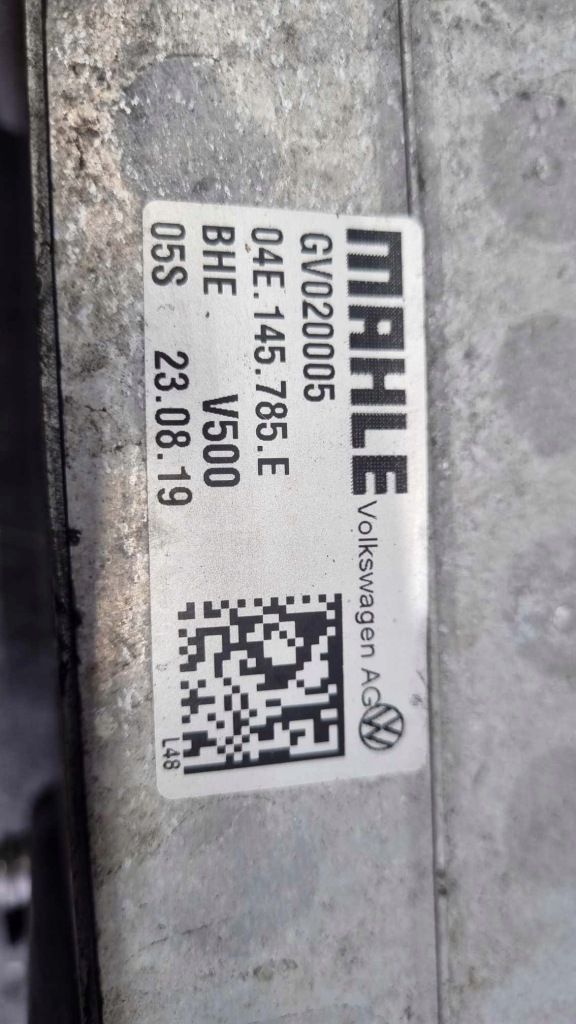 MAHLE
Volkswagen AG
GV020005
04E.145.785.E
BHE V500
05S 23.08.19
L48